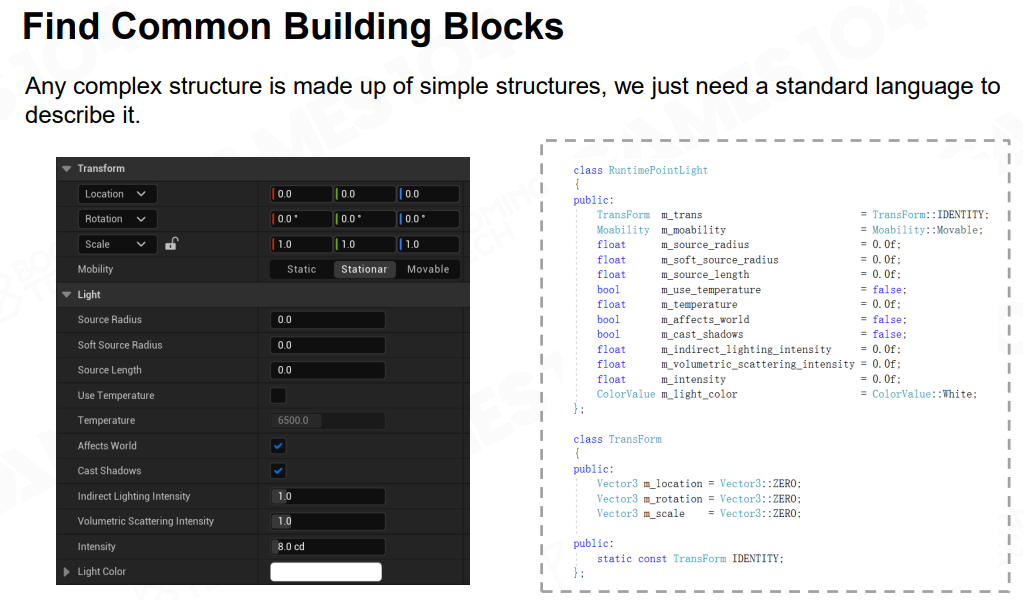 Find Common Building Blocks
Any complex structure is made up of simple structures, we just need a standard language to
describe it.
Transform
Location 0.0 0.0 0.0
Rotation 0.0 ° 0.0 ° 0.0 °
Scale 1.0 1.0 1.0
Mobility Static Stationar Movable
Light
Source Radius 0.0
Soft Source Radius 0.0
Source Length 0.0
Use Temperature
Temperature 6500.0
Affects World
Cast Shadows
Indirect Lighting Intensity 1.0
Volumetric Scattering Intensity 1.0
Intensity 8.0 cd
Light Color
class RuntimePointLight
{
public:
TransForm m_trans = TransForm::IDENTITY;
Moability m_moability = Moability::Movable;
float m_source_radius = 0.0f;
float m_soft_source_radius = 0.0f;
float m_source_length = 0.0f;
bool m_use_temperature = false;
float m_temperature = 0.0f;
bool m_affects_world = false;
bool m_cast_shadows = false;
float m_indirect_lighting_intensity = 0.0f;
float m_volumetric_scattering_intensity = 0.0f;
float m_intensity = 0.0f;
ColorValue m_light_color = ColorValue::White;
};
class TransForm
{
public:
Vector3 m_location = Vector3::ZERO;
Vector3 m_rotation = Vector3::ZERO;
Vector3 m_scale = Vector3::ZERO;
public:
static const TransForm IDENTITY;
};